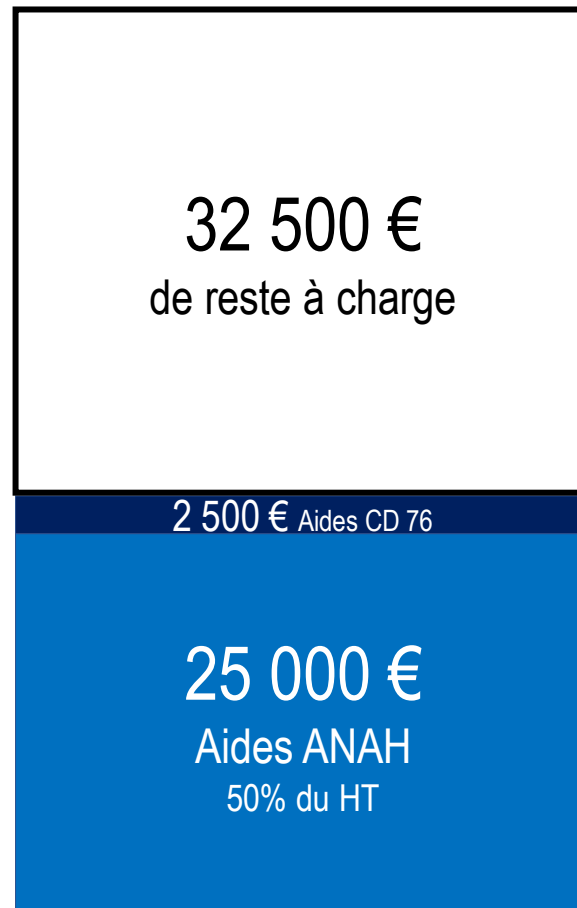 32 500 €
de reste à charge
2 500 € Aides CD 76
25 000 €
Aides ANAH
50% du HT